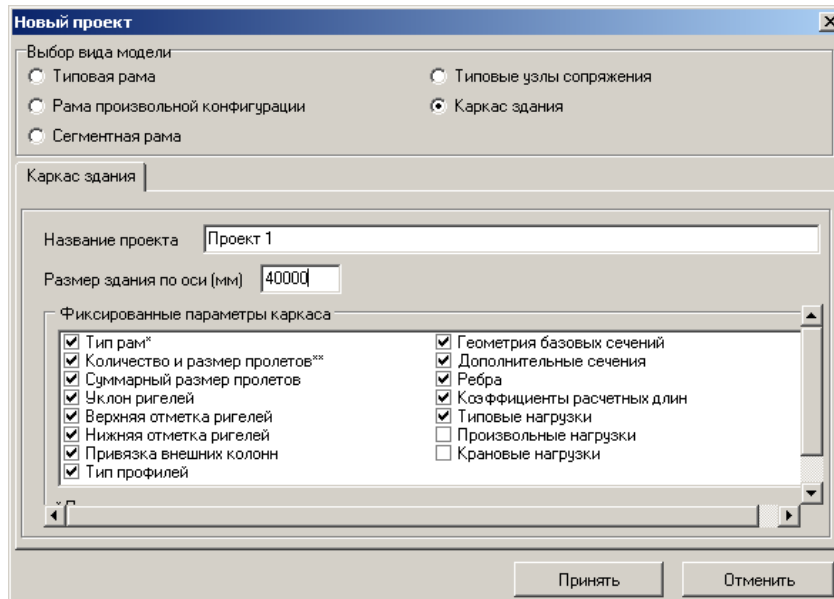 Новый проект
Выбор вида модели
Типовая рама
Типовые узлы сопряжения
Рама произвольной конфигурации
Каркас здания
Сегментная рама
Каркас здания
Название проекта Проект 1
Размер здания по оси (мм) 40000
Фиксированные параметры каркаса
Тип рам*
Геометрия базовых сечений
Количество и размер пролетов**
Дополнительные сечения
Суммарный размер пролетов
Ребра
Уклон ригелей
Коэффициенты расчетных длин
Верхняя отметка ригелей
Типовые нагрузки
Нижняя отметка ригелей
Произвольные нагрузки
Привязка внешних колонн
Крановые нагрузки
Тип профилей
Принять
Отменить